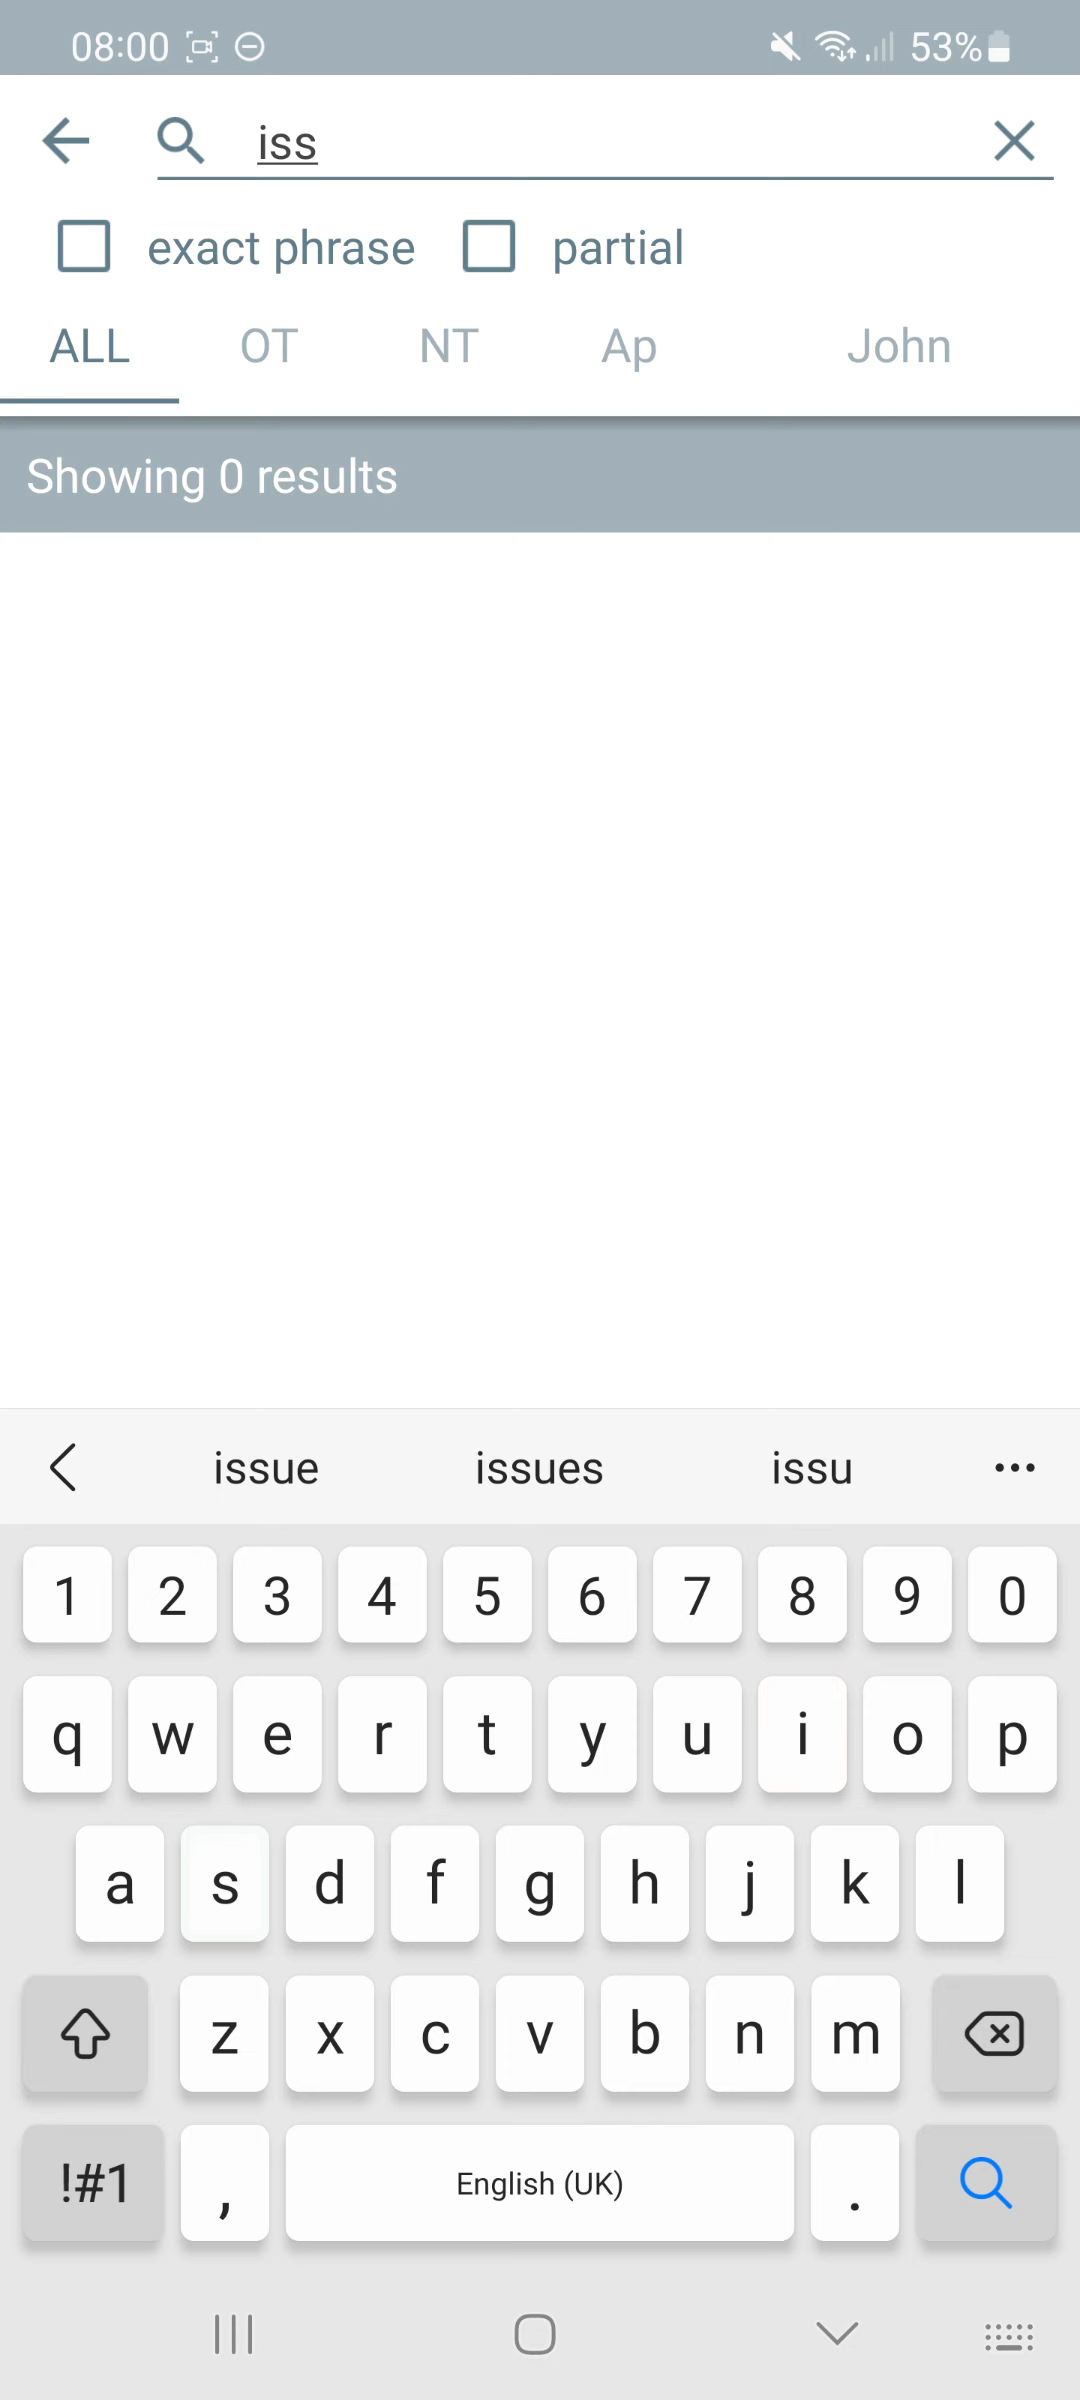 08:00 53%
iss
exact phrase partial
ALL OT NT Ap John
Showing 0 results
issue issues issu
1 2 3 4 5 6 7 8 9 0
q w e r t y u i o p
a s d f g h j k l
z x c v b n m
!#1 , English (UK) .